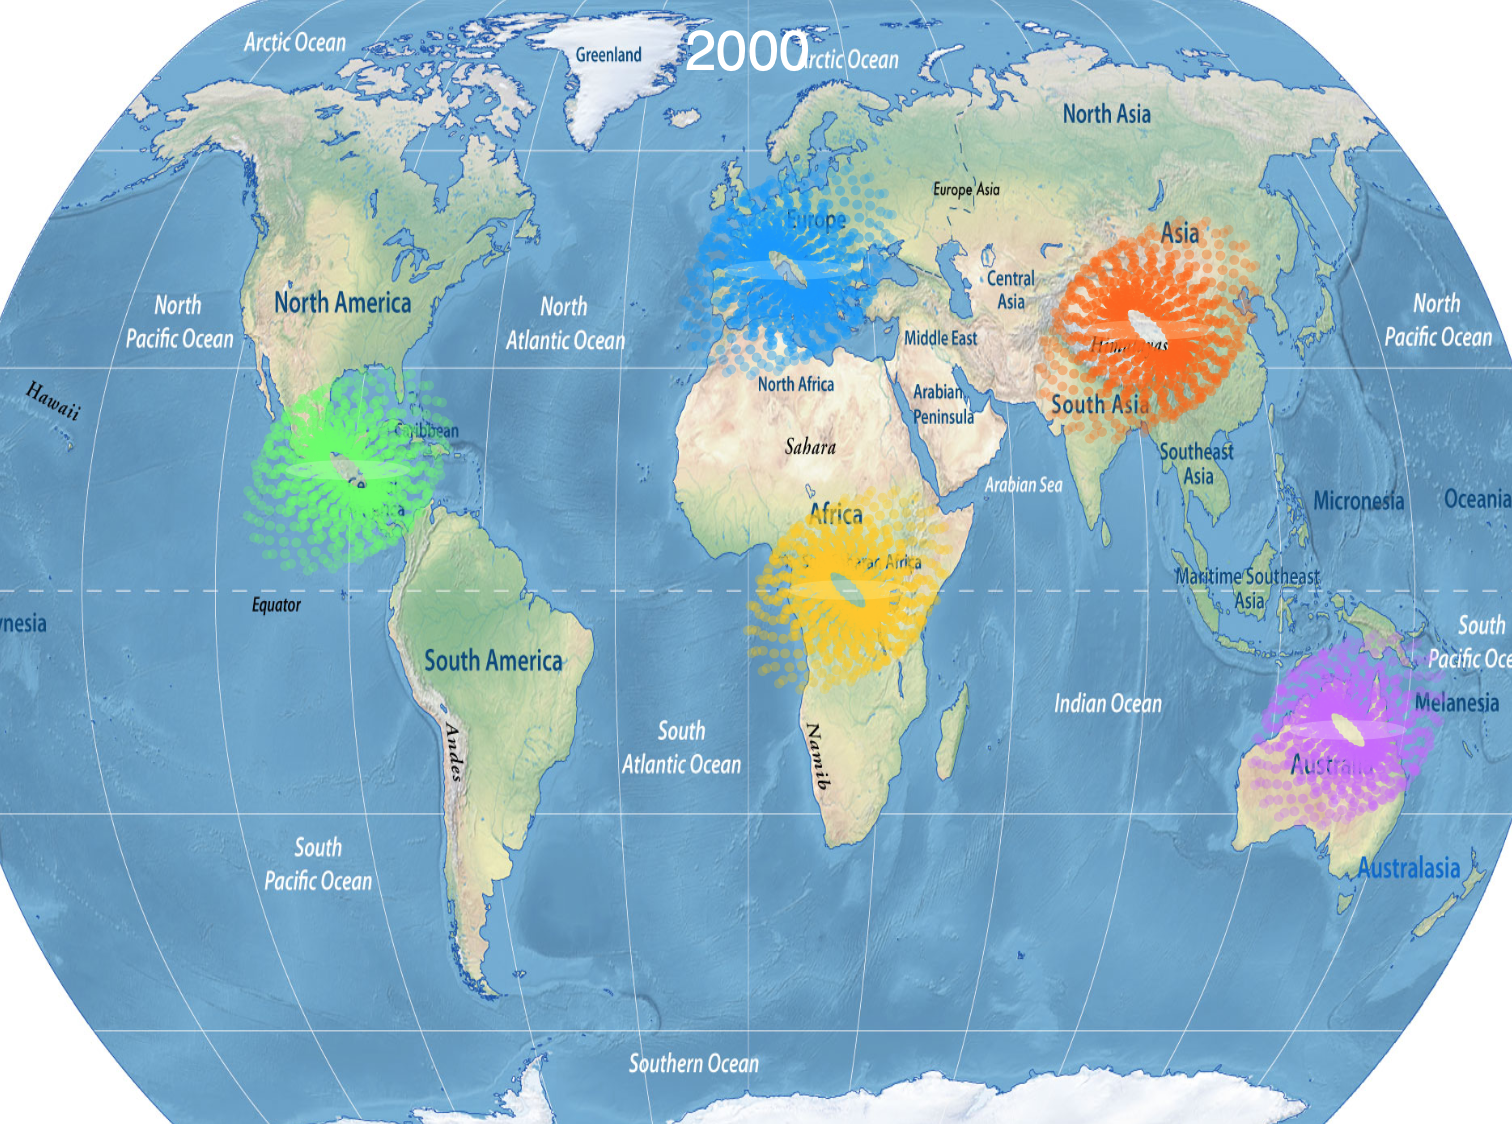 Arctic Ocean
Greenland
2000
Arctic Ocean
North Asia
Europe Asia
Europe
Asia
Central
Asia
North America
North
Pacific Ocean
North
Atlantic Ocean
Middle East
North
Pacific Ocean
Himalayas
North Africa
Arabian
Peninsula
South Asia
Hawaii
Caribbean
Sahara
Southeast
Asia
Arabian Sea
Micronesia
Oceania
Africa
Africa
Maritime Southeast
Asia
Equator
ynesia
South
Pacific Oce
South America
Indian Ocean
Melanesia
South
Atlantic Ocean
Andes
Namib
Australia
South
Pacific Ocean
Australasia
Southern Ocean